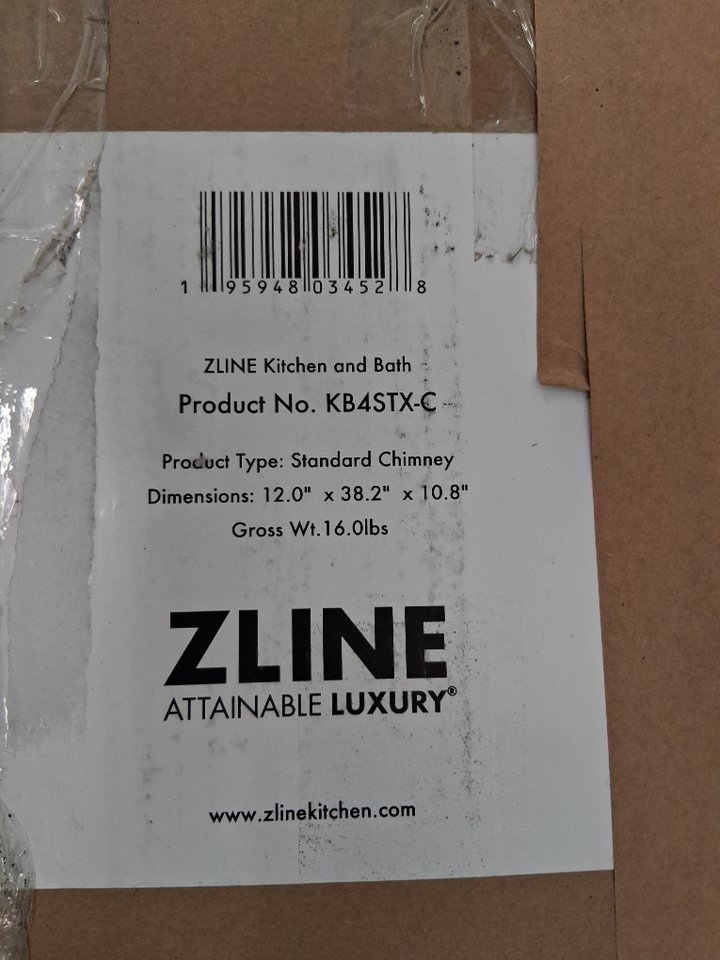 1 95948 03452 8
ZLINE Kitchen and Bath
Product No. KB4STX-C
Product Type: Standard Chimney
Dimensions: 12.0" x 38.2" x 10.8"
Gross Wt.16.0lbs
ZLINE
ATTAINABLE LUXURY®
www.zlinekitchen.com